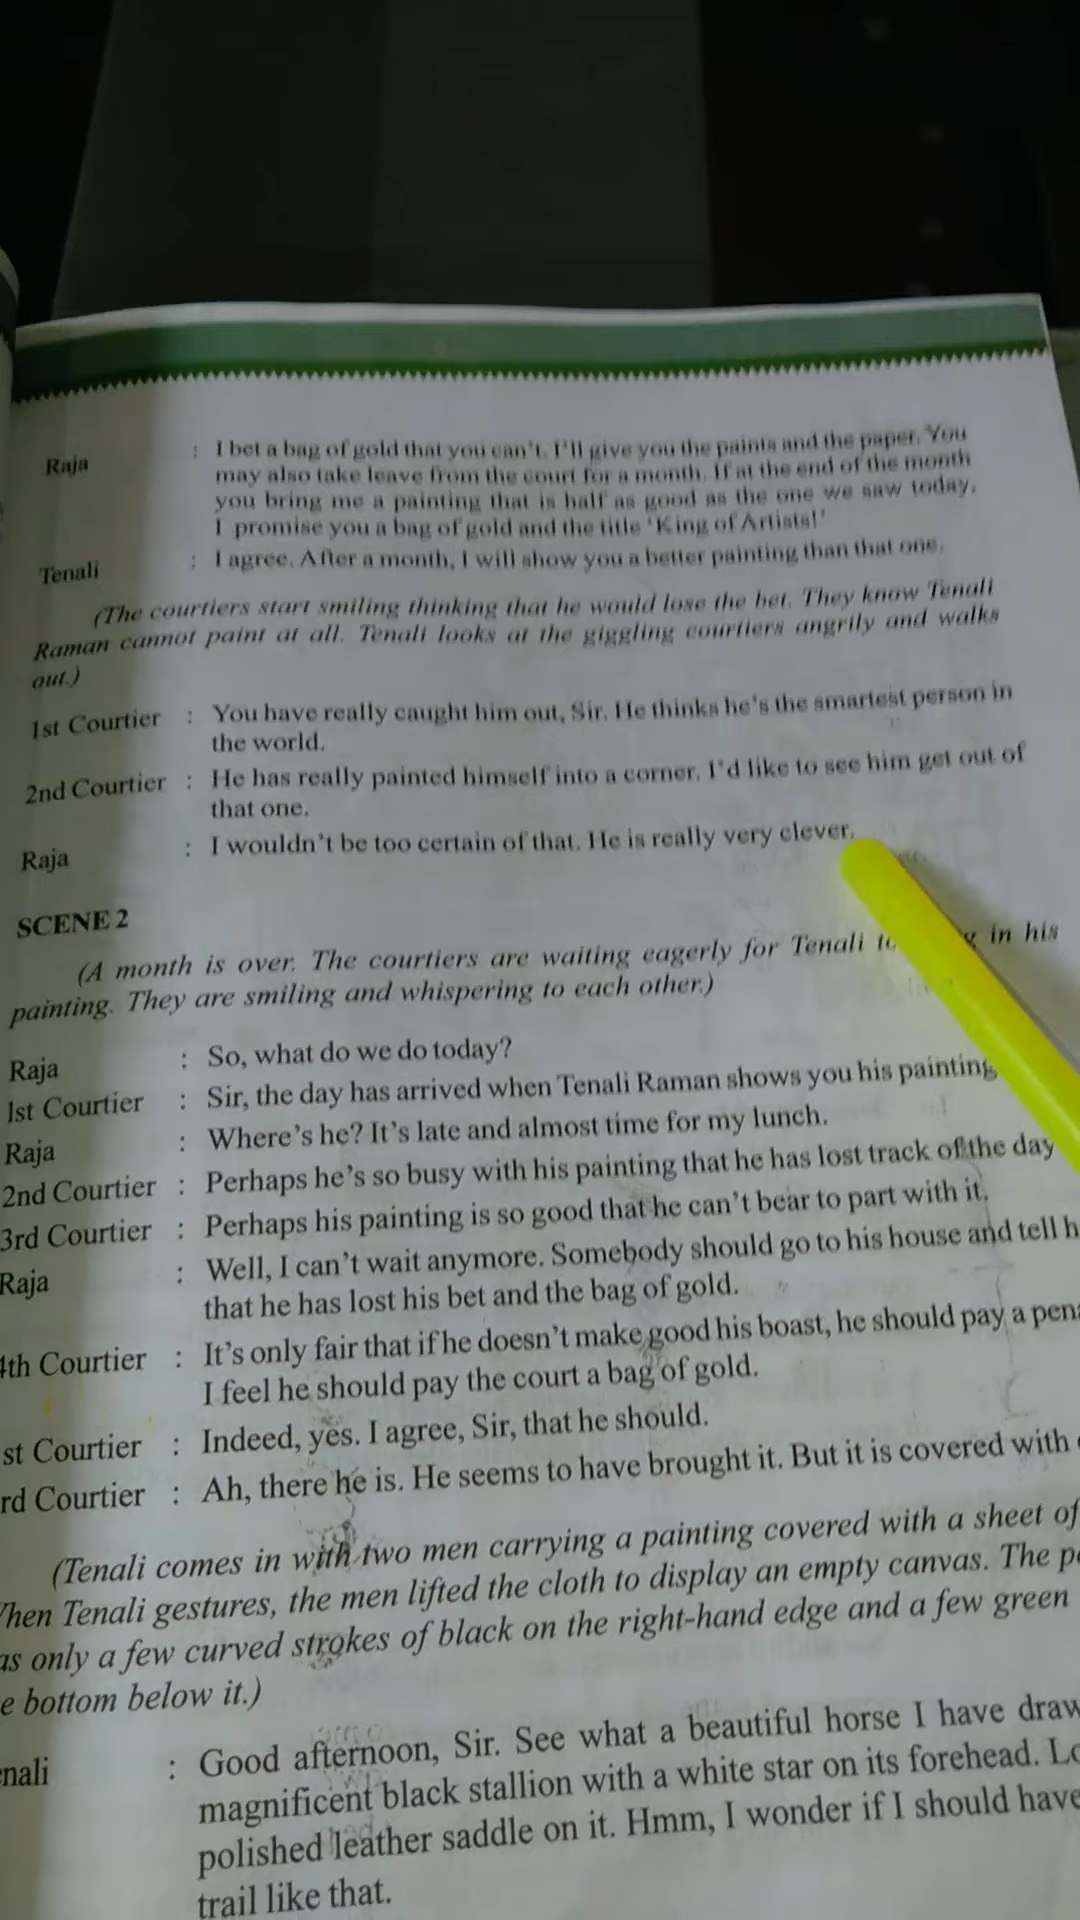 Raja : I bet a bag of gold that you can't. I'll give you the paints and the paper. You
may also take leave from the court for a month. If at the end of the month
you bring me a painting that is half as good as the one we saw today,
I promise you a bag of gold and the title 'King of Artists!'
Tenali : I agree. After a month, I will show you a better painting than that one.
(The courtiers start smiling thinking that he would lose the bet. They know Tenali
Raman cannot paint at all. Tenali looks at the giggling courtiers angrily and walks
out.)
1st Courtier : You have really caught him out, Sir. He thinks he's the smartest person in
the world.
2nd Courtier : He has really painted himself into a corner. I'd like to see him get out of
that one.
Raja : I wouldn't be too certain of that. He is really very clever.
SCENE 2
(A month is over. The courtiers are waiting eagerly for Tenali in his
painting. They are smiling and whispering to each other.)
Raja : So, what do we do today?
1st Courtier : Sir, the day has arrived when Tenali Raman shows you his painting
Raja : Where's he? It's late and almost time for my lunch.
2nd Courtier : Perhaps he's so busy with his painting that he has lost track of the day
3rd Courtier : Perhaps his painting is so good that he can't bear to part with it.
Raja : Well, I can't wait anymore. Somebody should go to his house and tell h
that he has lost his bet and the bag of gold.
4th Courtier : It's only fair that if he doesn't make good his boast, he should pay a pen
I feel he should pay the court a bag of gold.
st Courtier : Indeed, yes. I agree, Sir, that he should.
rd Courtier : Ah, there he is. He seems to have brought it. But it is covered with
(Tenali comes in with two men carrying a painting covered with a sheet of
hen Tenali gestures, the men lifted the cloth to display an empty canvas. The p
as only a few curved strokes of black on the right-hand edge and a few green
e bottom below it.)
nali : Good afternoon, Sir. See what a beautiful horse I have draw
magnificent black stallion with a white star on its forehead. Lo
polished leather saddle on it. Hmm, I wonder if I should have
trail like that.